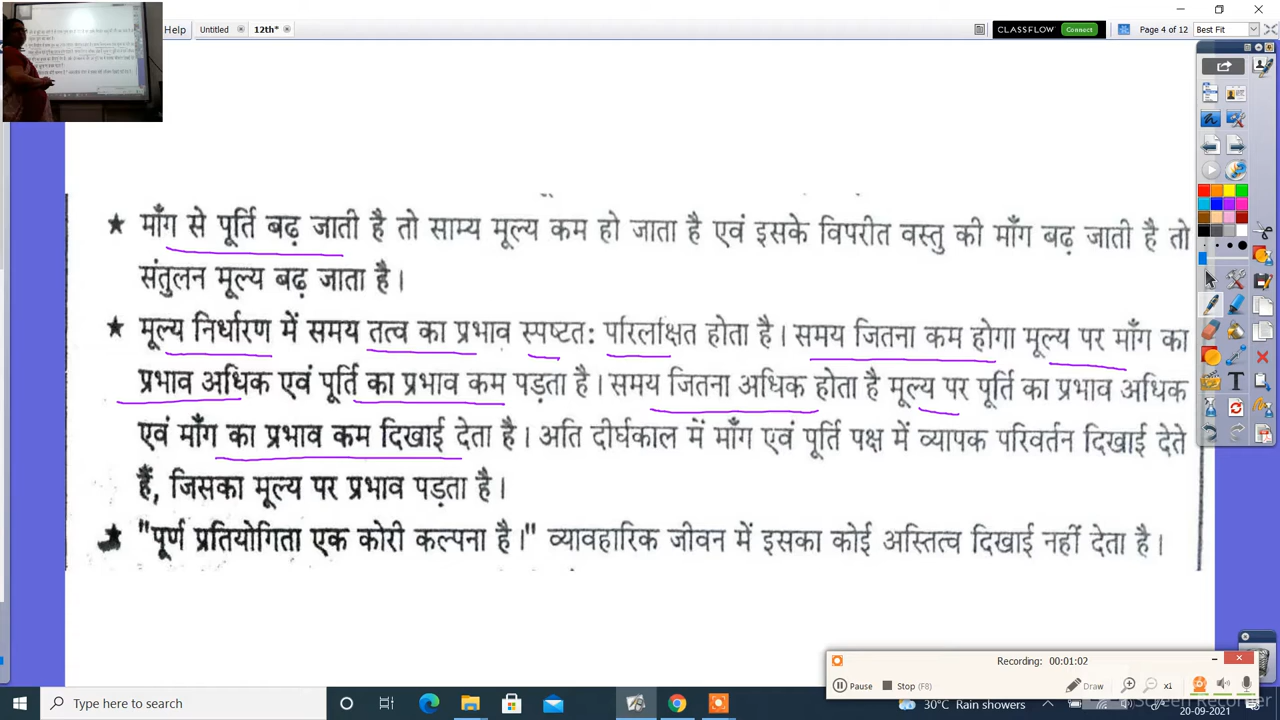 Help Untitled 12th* CLASSFLOW Connect Page 4 of 12 Best Fit
★ माँग से पूर्ति बढ़ जाती है तो साम्य मूल्य कम हो जाता है एवं इसके विपरीत वस्तु की माँग बढ़ जाती है तो
संतुलन मूल्य बढ़ जाता है।
★ मूल्य निर्धारण में समय तत्व का प्रभाव स्पष्टत: परिलक्षित होता है। समय जितना कम होगा मूल्य पर माँग का
प्रभाव अधिक एवं पूर्ति का प्रभाव कम पड़ता है। समय जितना अधिक होता है मूल्य पर पूर्ति का प्रभाव अधिक
एवं माँग का प्रभाव कम दिखाई देता है। अति दीर्घकाल में माँग एवं पूर्ति पक्ष में व्यापक परिवर्तन दिखाई देते
हैं, जिसका मूल्य पर प्रभाव पड़ता है।
★ "पूर्ण प्रतियोगिता एक कोरी कल्पना है।" व्यावहारिक जीवन में इसका कोई अस्तित्व दिखाई नहीं देता है।
Recording: 00:01:02
Pause Stop (F8) Draw x1
Screen Recorder
Type here to search 30°C Rain showers 20-09-2021